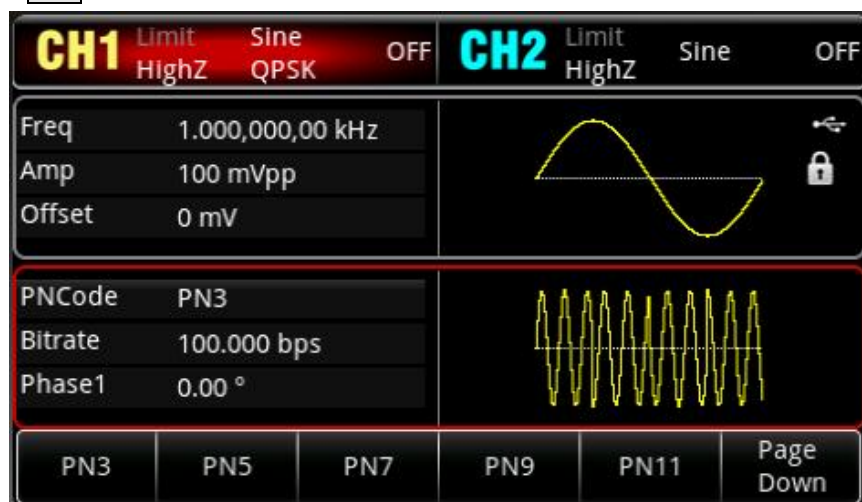 CH1 Limit Sine OFF CH2 Limit Sine OFF
HighZ QPSK HighZ
Freq 1.000,000,00 kHz
Amp 100 mVpp
Offset 0 mV
PNCode PN3
Bitrate 100.000 bps
Phase1 0.00 °
PN3 PN5 PN7 PN9 PN11 Page Down